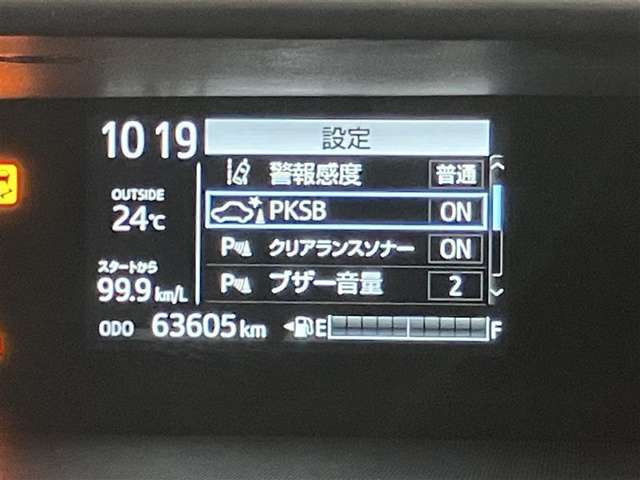 10 19
設定
警報感度 普通
OUTSIDE
24℃
PKSB ON
クリアランスソナー ON
スタートから
99.9 km/L
ブザー音量 2
ODO 63605 km E F